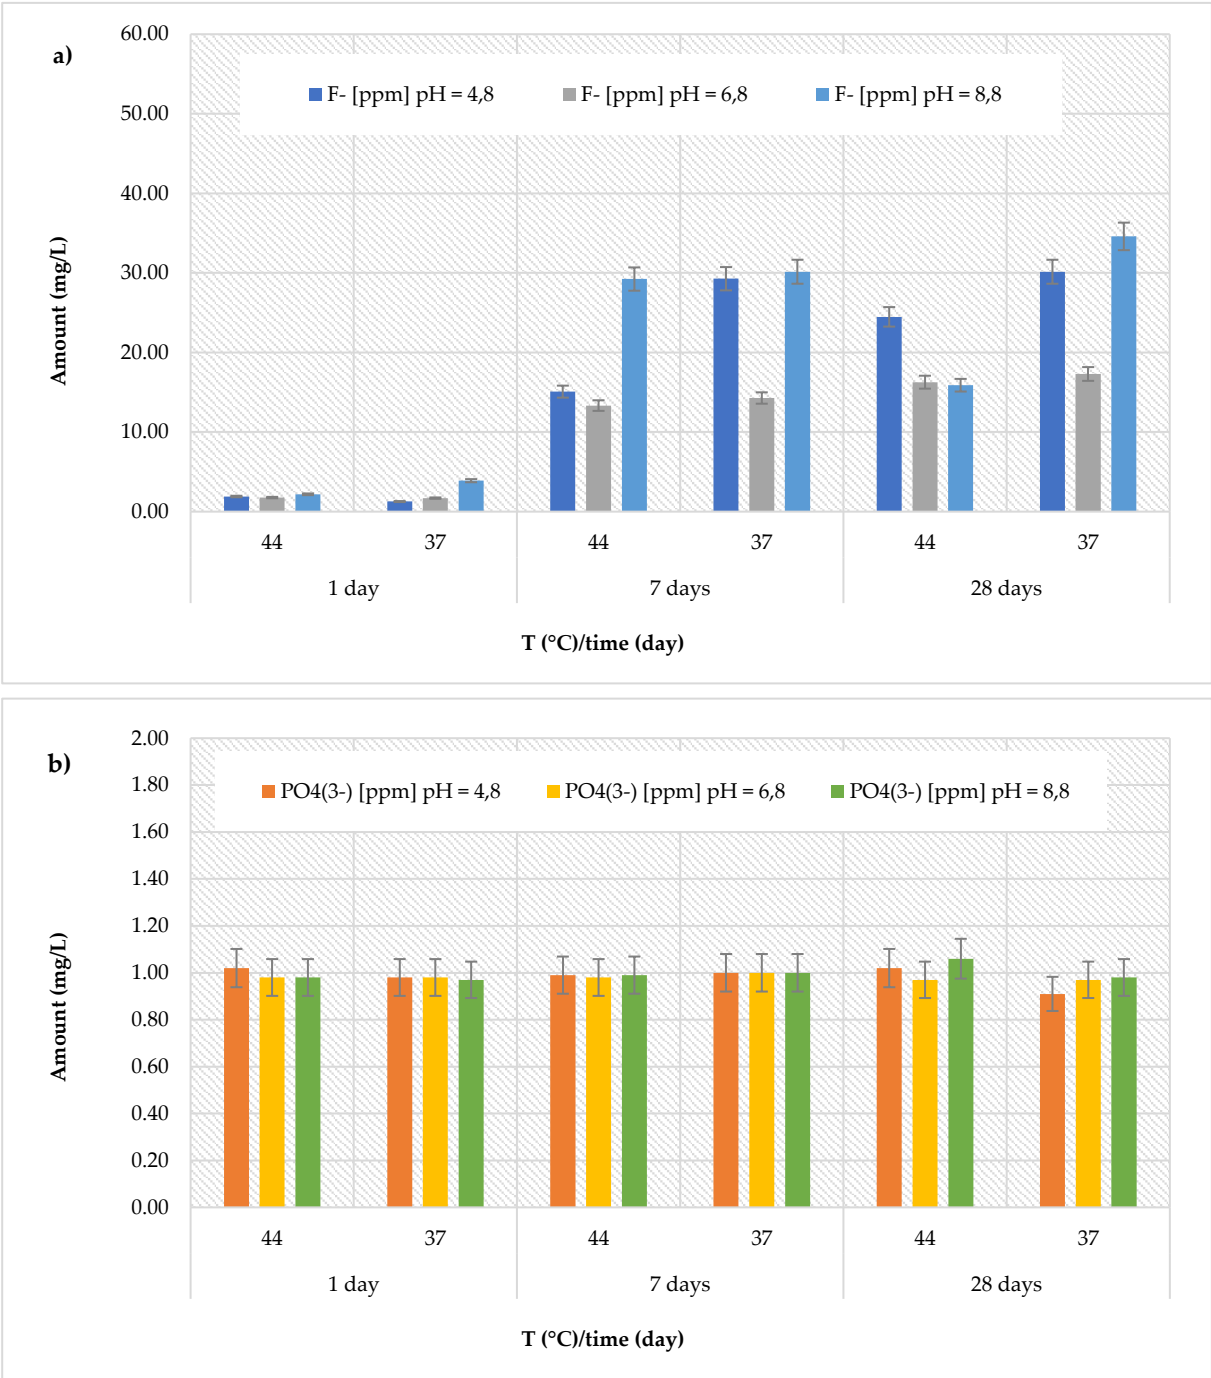 a)
60.00
50.00
40.00
30.00
20.00
10.00
0.00
Amount (mg/L)
F- [ppm] pH = 4,8 F- [ppm] pH = 6,8 F- [ppm] pH = 8,8
44 37 44 37 44 37
1 day 7 days 28 days
T (°C)/time (day)
b)
2.00
1.80
1.60
1.40
1.20
1.00
0.80
0.60
0.40
0.20
0.00
Amount (mg/L)
PO4(3-) [ppm] pH = 4,8 PO4(3-) [ppm] pH = 6,8 PO4(3-) [ppm] pH = 8,8
44 37 44 37 44 37
1 day 7 days 28 days
T (°C)/time (day)